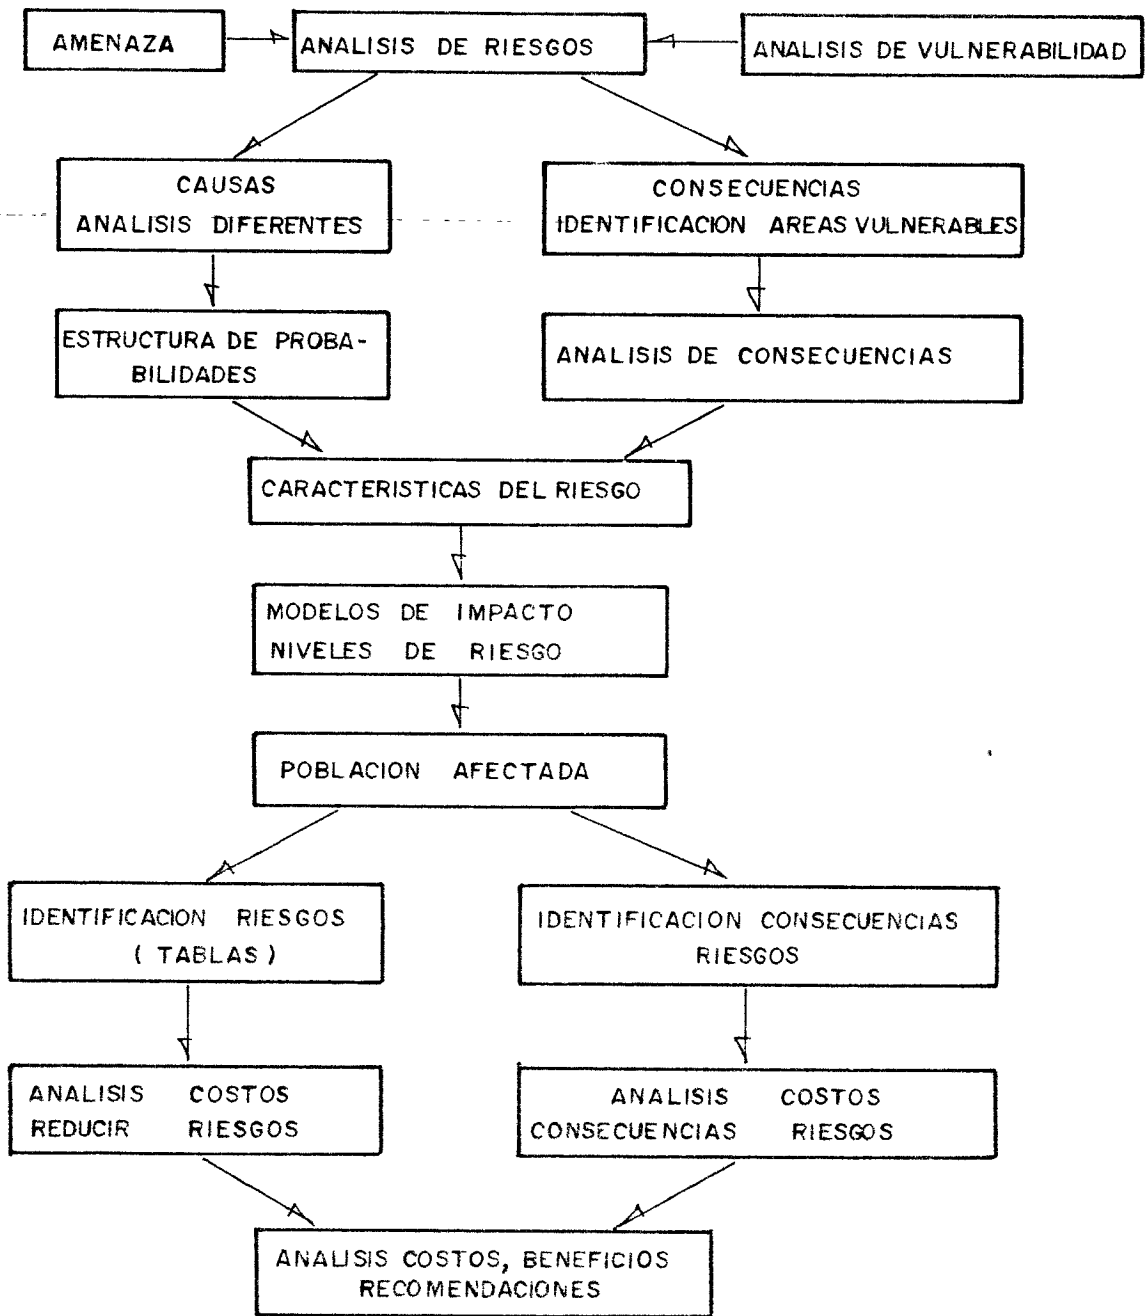 AMENAZA
ANALISIS DE RIESGOS
ANALISIS DE VULNERABILIDAD
CAUSAS
ANALISIS DIFERENTES
CONSECUENCIAS
IDENTIFICACION AREAS VULNERABLES
ESTRUCTURA DE PROBA-
BILIDADES
ANALISIS DE CONSECUENCIAS
CARACTERISTICAS DEL RIESGO
MODELOS DE IMPACTO
NIVELES DE RIESGO
POBLACION AFECTADA
IDENTIFICACION RIESGOS
( TABLAS )
IDENTIFICACION CONSECUENCIAS
RIESGOS
ANALISIS COSTOS
REDUCIR RIESGOS
ANALISIS COSTOS
CONSECUENCIAS RIESGOS
ANALISIS COSTOS, BENEFICIOS
RECOMENDACIONES